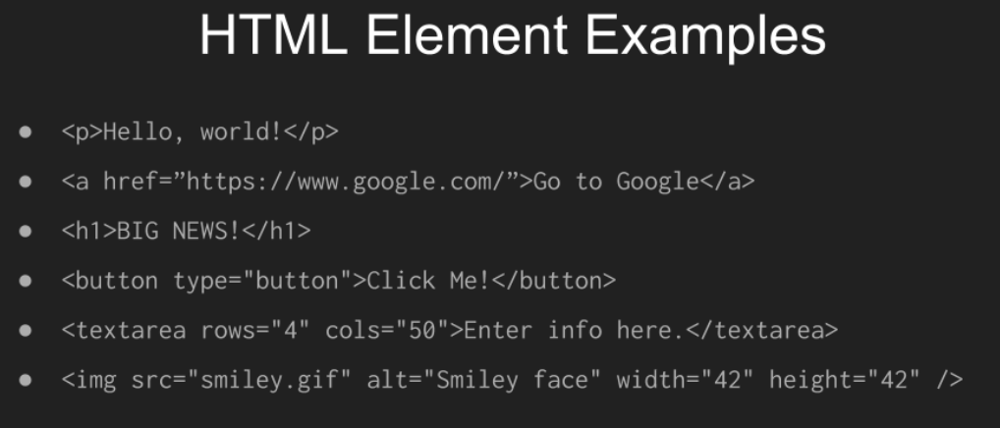 HTML Element Examples
● <p>Hello, world!</p>
● <a href=”https://www.google.com/”>Go to Google</a>
● <h1>BIG NEWS!</h1>
● <button type="button">Click Me!</button>
● <textarea rows="4" cols="50">Enter info here.</textarea>
● <img src="smiley.gif" alt="Smiley face" width="42" height="42" />